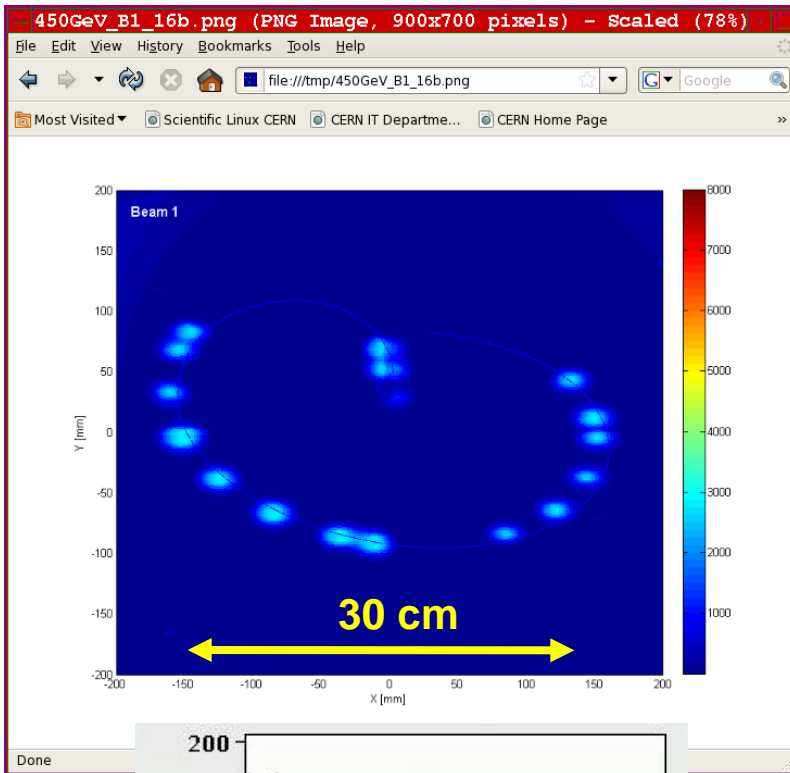 450GeV_B1_16b.png (PNG Image, 900x700 pixels) - Scaled (78%)
File Edit View History Bookmarks Tools Help
file:///tmp/450GeV_B1_16b.png
G Google
Most Visited Scientific Linux CERN CERN IT Departme... CERN Home Page »
Beam 1
200
150
100
50
0
-50
-100
-150
-200
Y [mm]
-200 -150 -100 -50 0 50 100 150 200
X [mm]
8000
7000
6000
5000
4000
3000
2000
1000
30 cm
200
Done